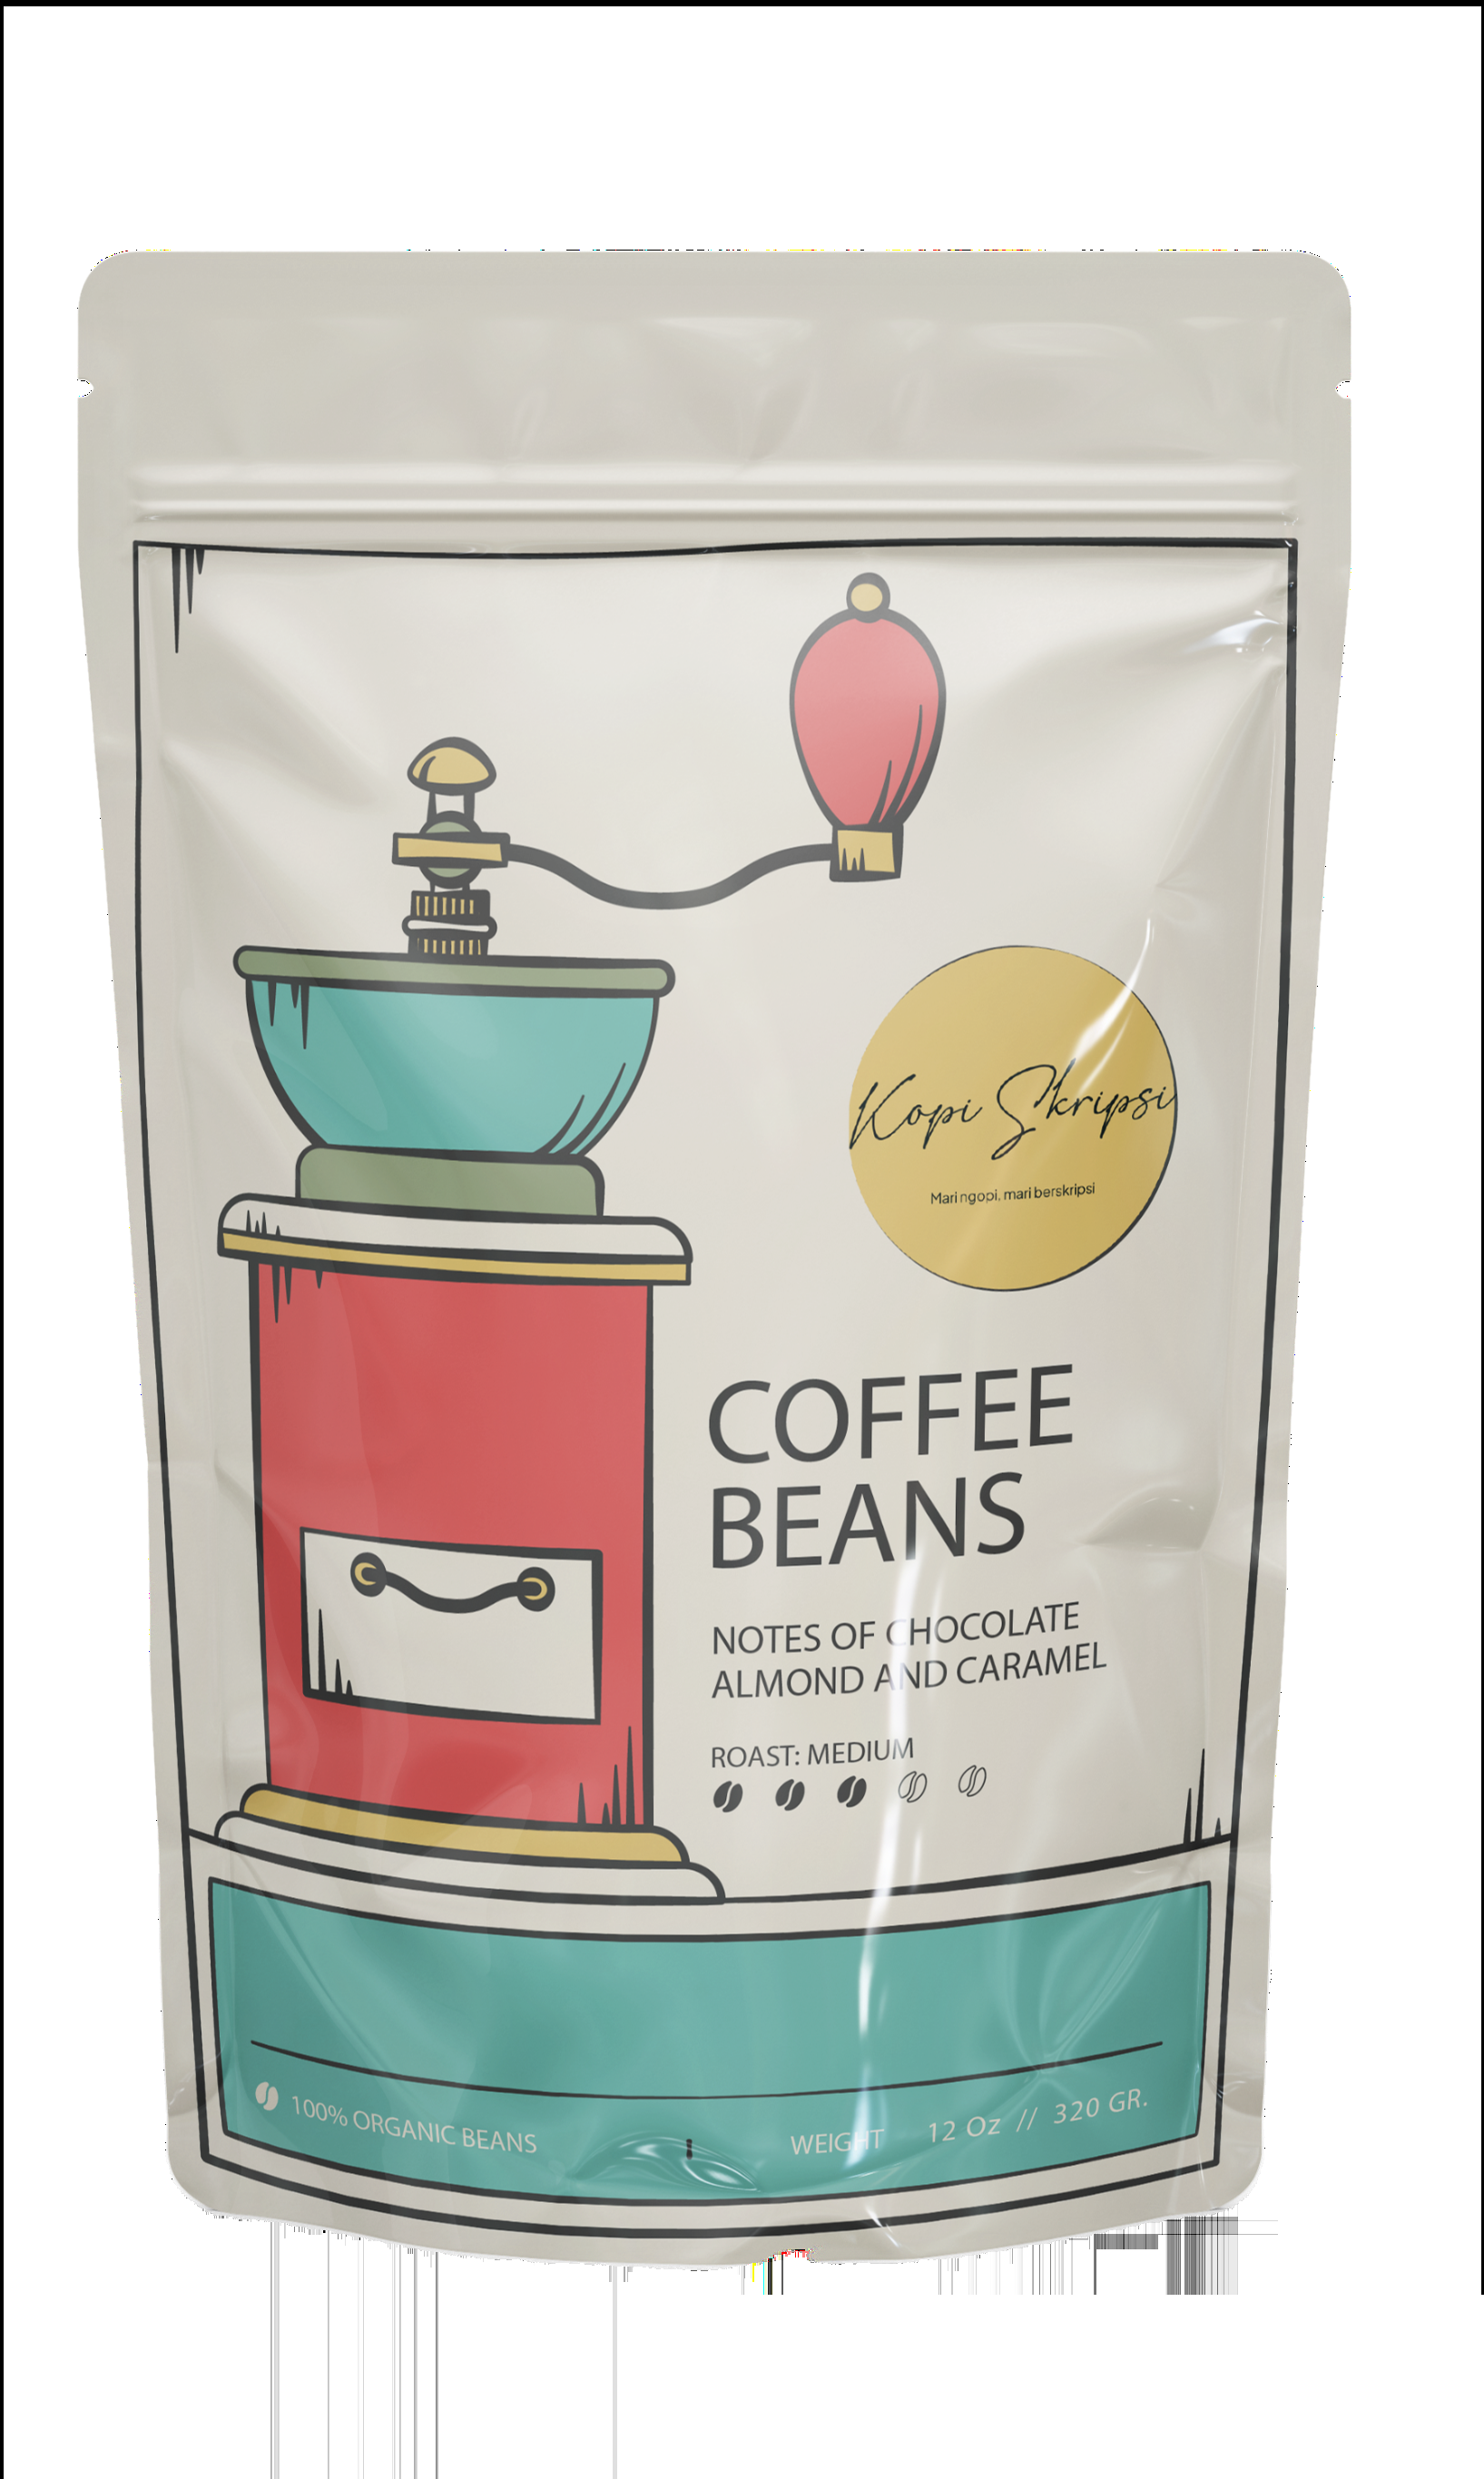 Kopi Skripsi
Mari ngopi, mari berskripsi
COFFEE
BEANS
NOTES OF CHOCOLATE
ALMOND AND CARAMEL
ROAST: MEDIUM
100% ORGANIC BEANS
WEIGHT 12 Oz // 320 GR.